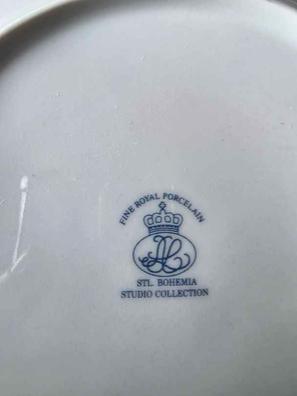 FINE ROYAL PORCELAIN
STL. BOHEMIA
STUDIO COLLECTION